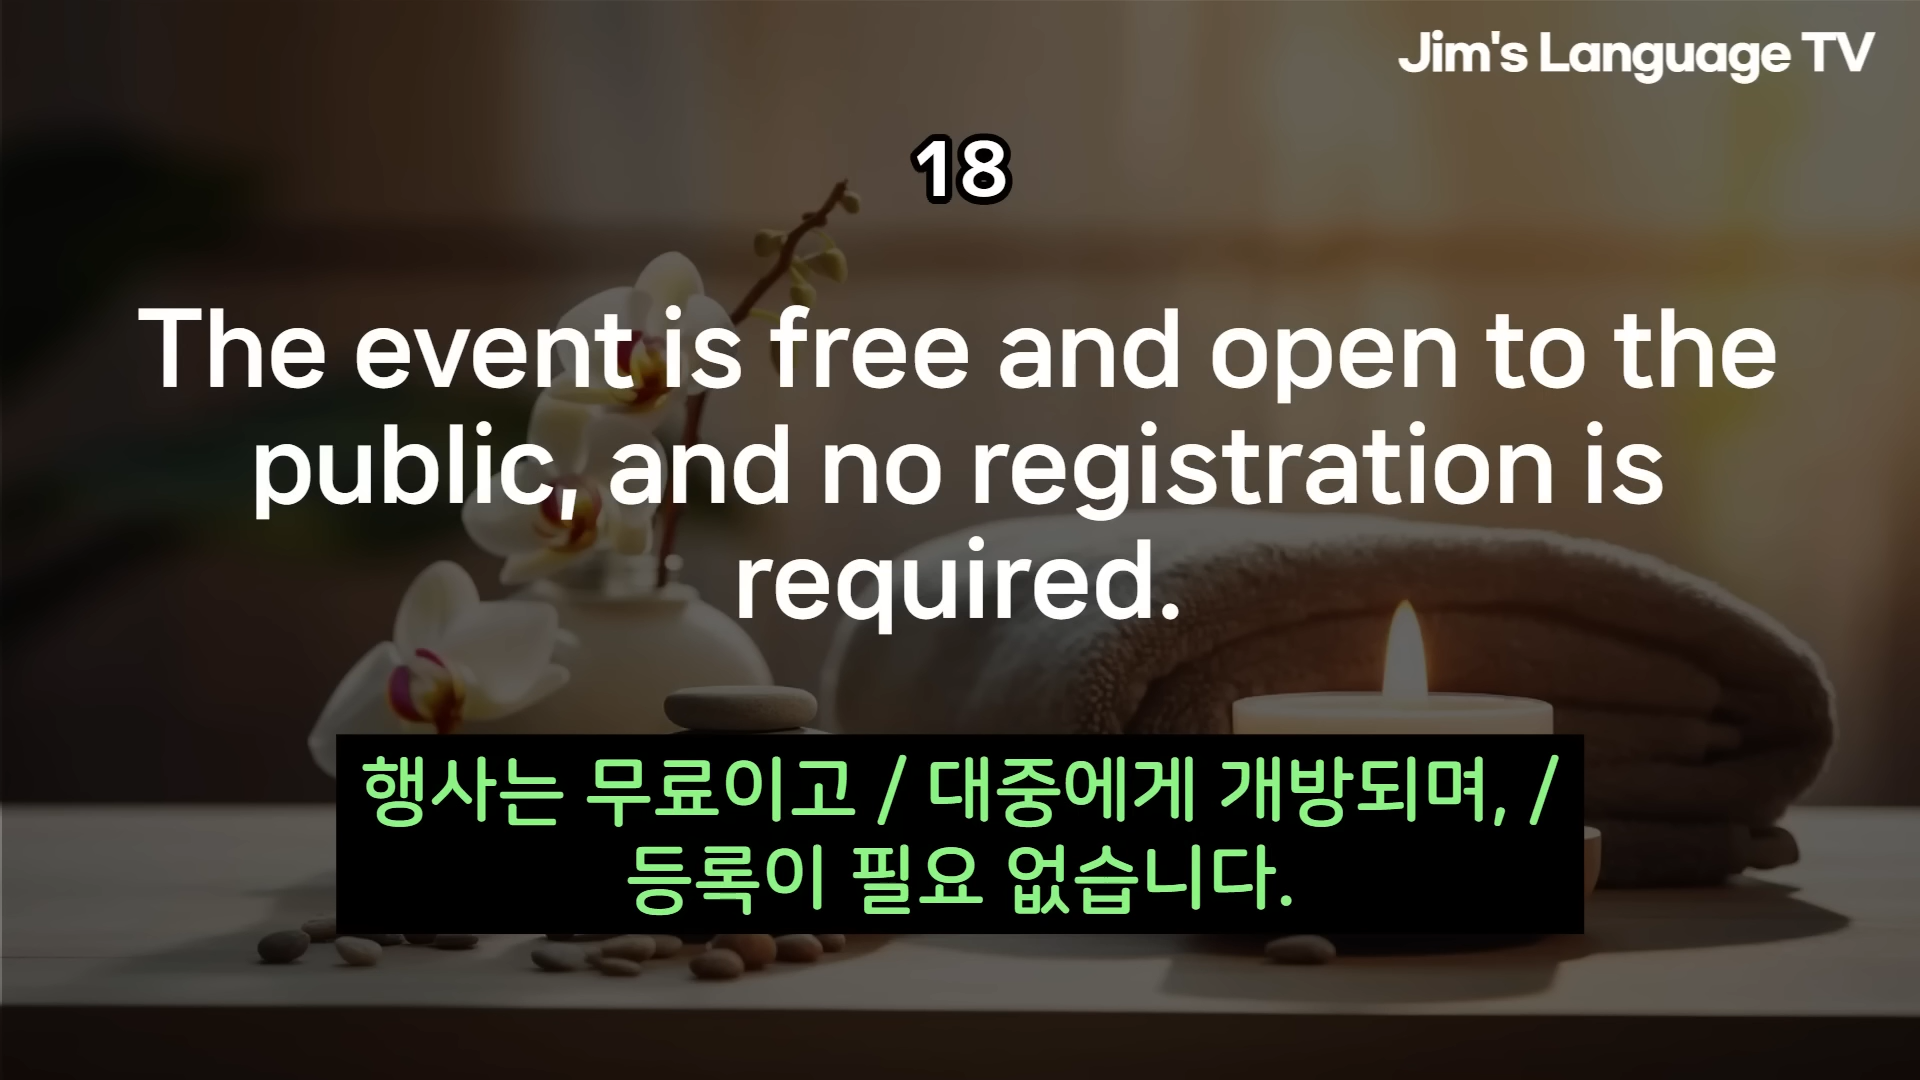 Jim's Language TV
18
The event is free and open to the
public, and no registration is
required.
행사는 무료이고 / 대중에게 개방되며, /
등록이 필요 없습니다.